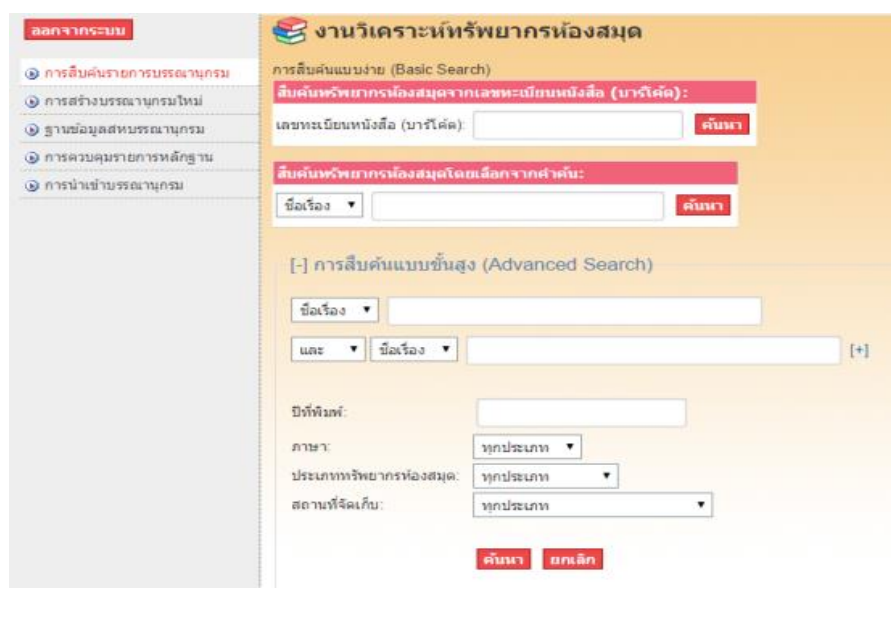 ออกจากระบบ
การสืบค้นรายการบรรณานุกรม
การสร้างบรรณานุกรมใหม่
ฐานข้อมูลสหบรรณานุกรม
การควบคุมรายการหลักฐาน
การนำเข้าบรรณานุกรม
งานวิเคราะห์ทรัพยากรห้องสมุด
การสืบค้นแบบง่าย (Basic Search)
สืบค้นทรัพยากรห้องสมุดจากเลขทะเบียนหนังสือ (บาร์โค้ด):
เลขทะเบียนหนังสือ (บาร์โค้ด): ค้นหา
สืบค้นทรัพยากรห้องสมุดโดยเลือกจากคำค้น:
ชื่อเรื่อง ค้นหา
[-] การสืบค้นแบบขั้นสูง (Advanced Search)
ชื่อเรื่อง
และ ชื่อเรื่อง [+]
ปีที่พิมพ์:
ภาษา: ทุกประเภท
ประเภททรัพยากรห้องสมุด: ทุกประเภท
สถานที่จัดเก็บ: ทุกประเภท
ค้นหา ยกเลิก